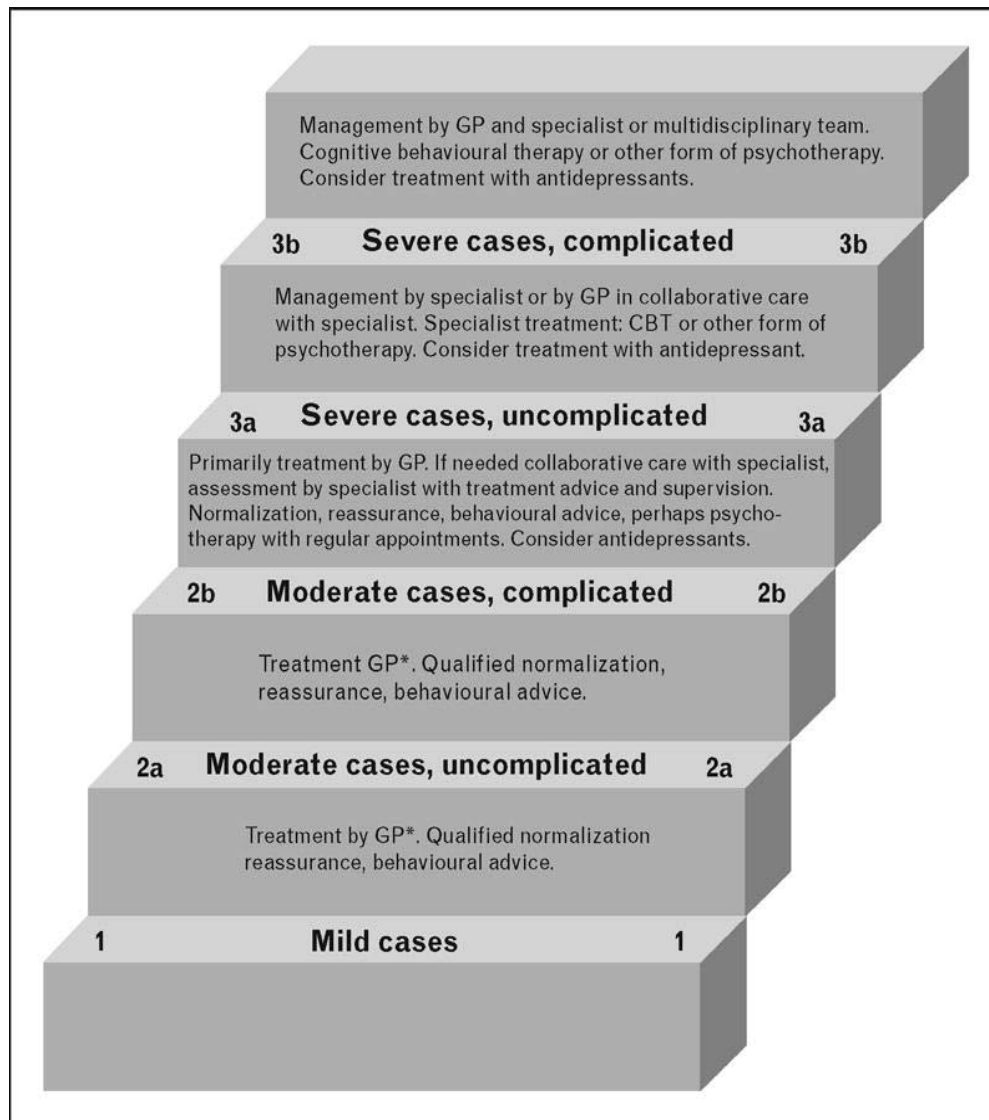 Management by GP and specialist or multidisciplinary team.
Cognitive behavioural therapy or other form of psychotherapy.
Consider treatment with antidepressants.
3b Severe cases, complicated 3b
Management by specialist or by GP in collaborative care
with specialist. Specialist treatment: CBT or other form of
psychotherapy. Consider treatment with antidepressant.
3a Severe cases, uncomplicated 3a
Primarily treatment by GP. If needed collaborative care with specialist,
assessment by specialist with treatment advice and supervision.
Normalization, reassurance, behavioural advice, perhaps psycho-
therapy with regular appointments. Consider antidepressants.
2b Moderate cases, complicated 2b
Treatment GP*. Qualified normalization,
reassurance, behavioural advice.
2a Moderate cases, uncomplicated 2a
Treatment by GP*. Qualified normalization
reassurance, behavioural advice.
1 Mild cases 1